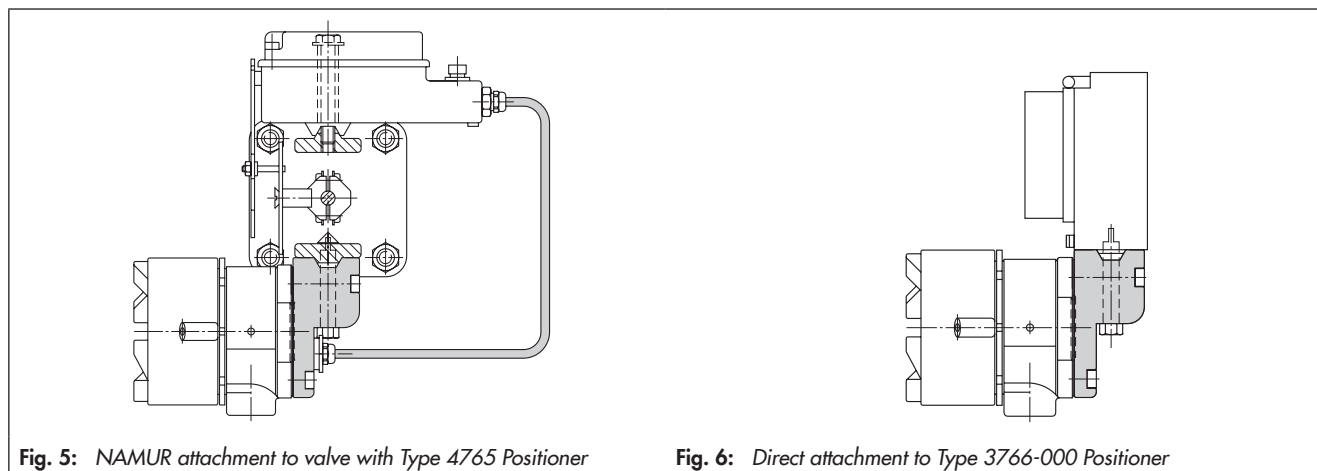 Fig. 5: NAMUR attachment to valve with Type 4765 Positioner
Fig. 6: Direct attachment to Type 3766-000 Positioner